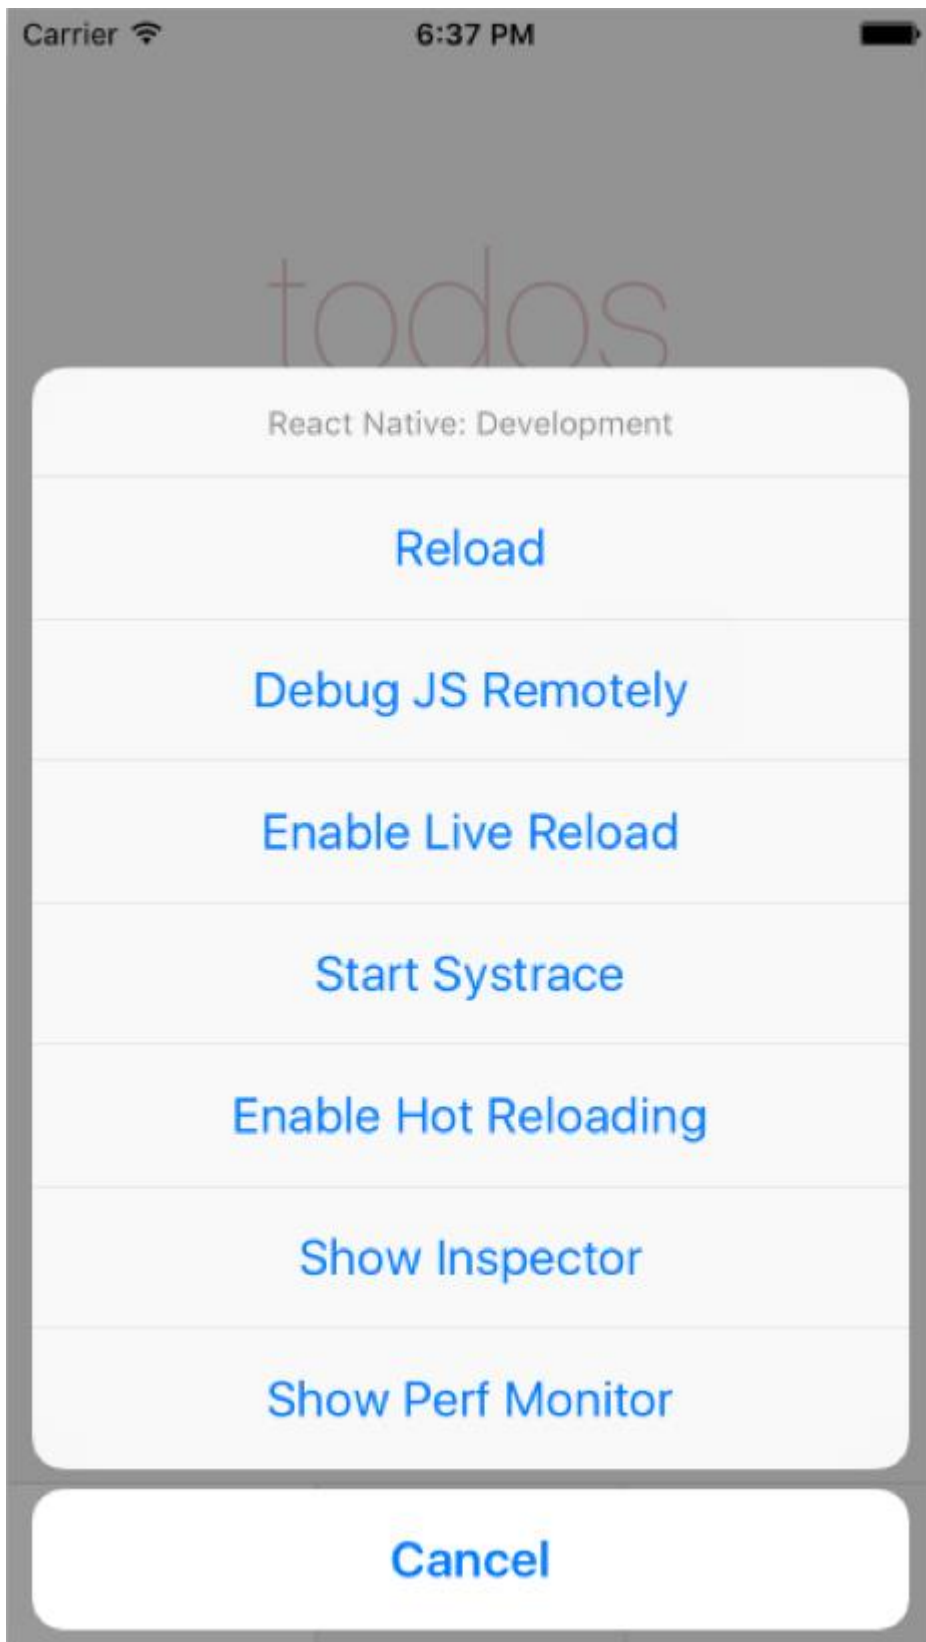 Carrier 6:37 PM
todos
React Native: Development
Reload
Debug JS Remotely
Enable Live Reload
Start Systrace
Enable Hot Reloading
Show Inspector
Show Perf Monitor
Cancel